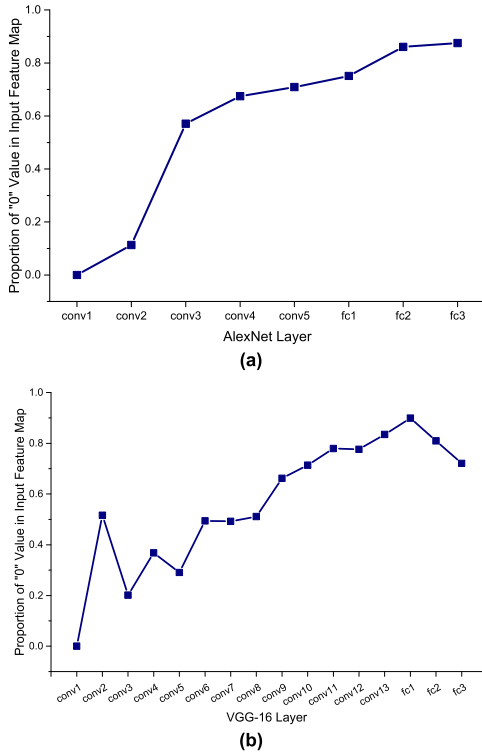 Proportion of "0" Value in Input Feature Map
1.0
0.8
0.6
0.4
0.2
0.0
conv1 conv2 conv3 conv4 conv5 fc1 fc2 fc3
AlexNet Layer
(a)
Proportion of "0" Value in Input Feature Map
1.0
0.8
0.6
0.4
0.2
0.0
conv1 conv2 conv3 conv4 conv5 conv6 conv7 conv8 conv9 conv10 conv11 conv12 conv13 fc1 fc2 fc3
VGG-16 Layer
(b)